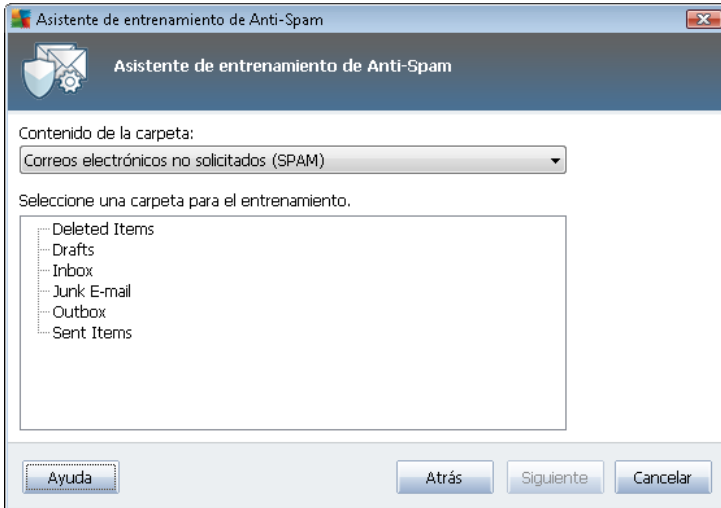 Asistente de entrenamiento de Anti-Spam
Asistente de entrenamiento de Anti-Spam
Contenido de la carpeta:
Correos electrónicos no solicitados (SPAM)
Seleccione una carpeta para el entrenamiento.
Deleted Items
Drafts
Inbox
Junk E-mail
Outbox
Sent Items
Ayuda Atrás Siguiente Cancelar